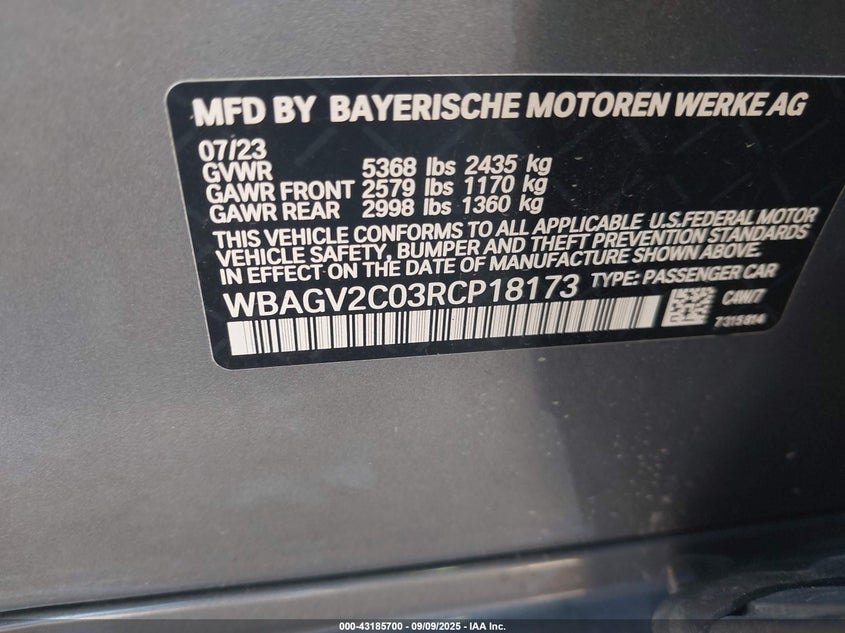 MFD BY BAYERISCHE MOTOREN WERKE AG
07/23
GVWR 5368 lbs 2435 kg
GAWR FRONT 2579 lbs 1170 kg
GAWR REAR 2998 lbs 1360 kg
THIS VEHICLE CONFORMS TO ALL APPLICABLE U.S.FEDERAL MOTOR
VEHICLE SAFETY, BUMPER AND THEFT PREVENTION STANDARDS
IN EFFECT ON THE DATE OF MANUFACTURE SHOWN ABOVE.
WBAGV2C03RCP18173 TYPE: PASSENGER CAR
C4W7
7315814
000-43185700 - 09/09/2025 - IAA Inc.